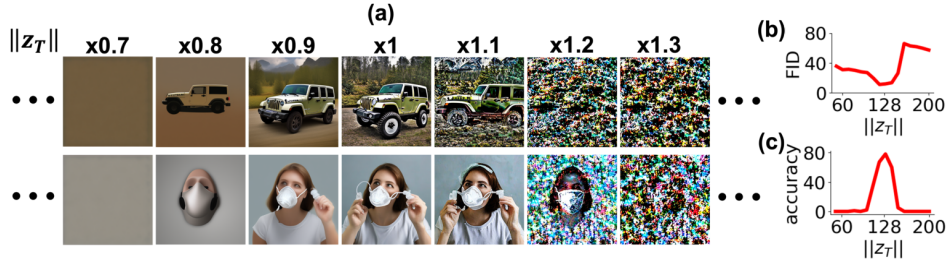 (a)
||z_T|| x0.7 x0.8 x0.9 x1 x1.1 x1.2 x1.3
(b)
FID
80
40
0
60 128 200
||z_T||
(c)
accuracy
80
40
0
60 128 200
||z_T||